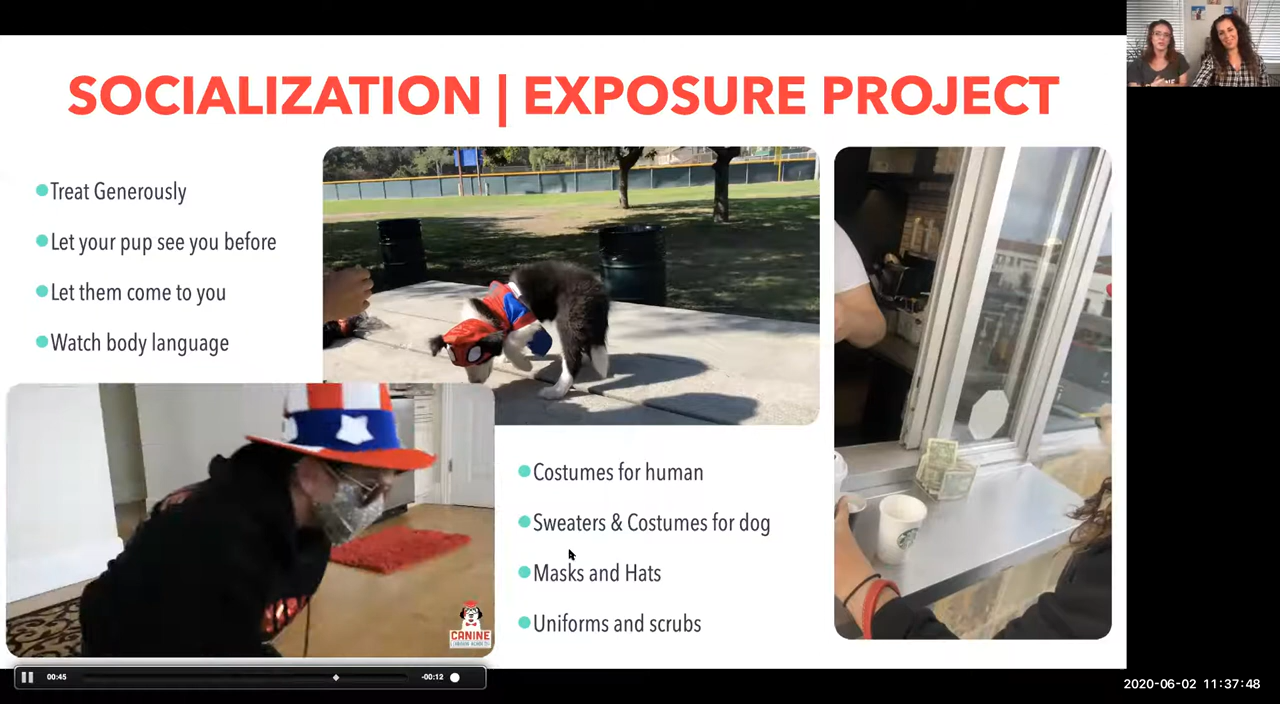 SOCIALIZATION | EXPOSURE PROJECT
Treat Generously
Let your pup see you before
Let them come to you
Watch body language
Costumes for human
Sweaters & Costumes for dog
Masks and Hats
Uniforms and scrubs
CANINE
00:45
-00:12
2020-06-02 11:37:48